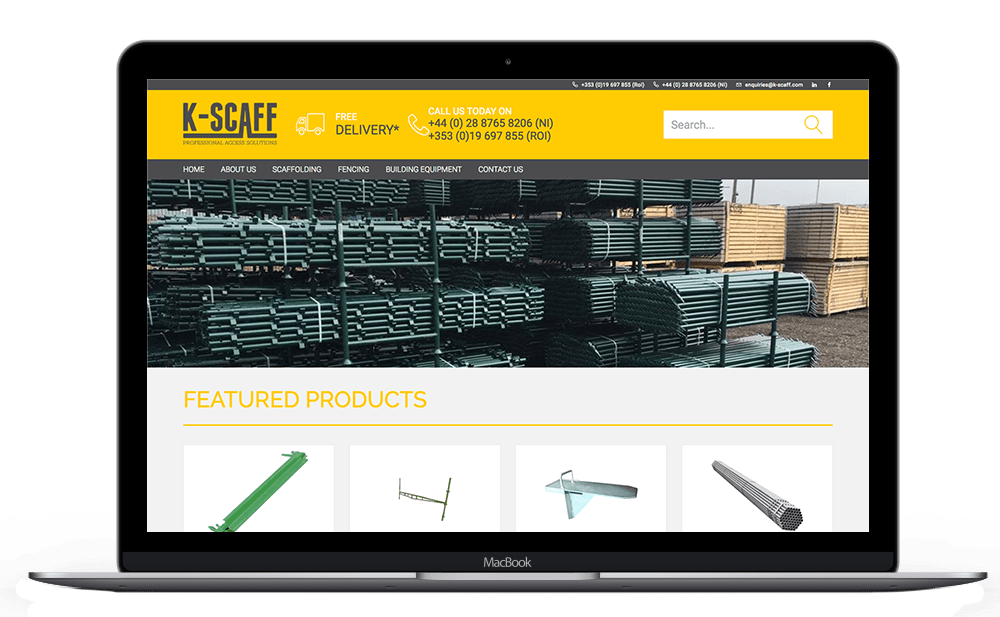 +353 (0)19 697 855 (RoI) +44 (0) 28 8765 8206 (NI) enquiries@k-scaff.com in f
K-SCAFF
PROFESSIONAL ACCESS SOLUTIONS
FREE
DELIVERY*
CALL US TODAY ON
+44 (0) 28 8765 8206 (NI)
+353 (0)19 697 855 (ROI)
Search...
HOME ABOUT US SCAFFOLDING FENCING BUILDING EQUIPMENT CONTACT US
FEATURED PRODUCTS
MacBook